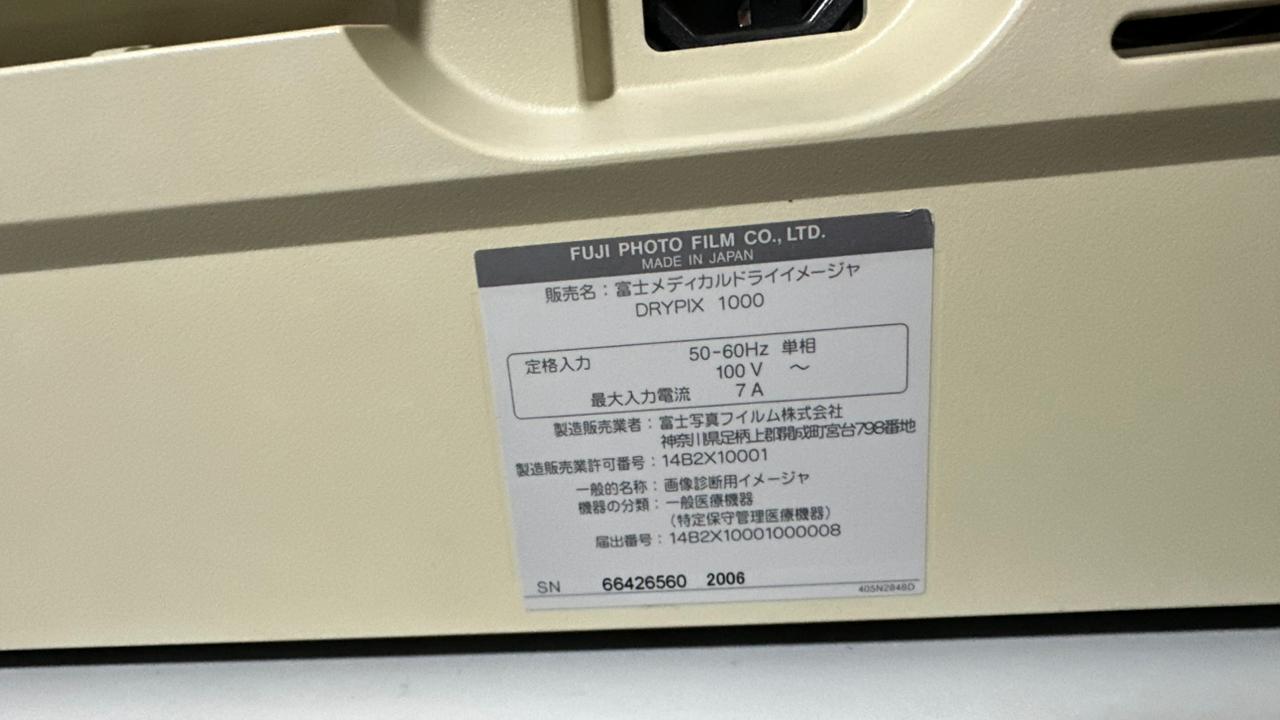 FUJI PHOTO FILM CO., LTD.
MADE IN JAPAN
販売名：富士メディカルドライイメージャ
DRYPIX 1000
定格入力 50-60Hz 単相
100 V ～
最大入力電流 7 A
製造販売業者：富士写真フイルム株式会社
神奈川県足柄上郡開成町宮台798番地
製造販売業許可番号：14B2X10001
一般的名称：画像診断用イメージャ
機器の分類：一般医療機器
（特定保守管理医療機器）
届出番号：14B2X10001000008
SN 66426560 2006
405N2848D